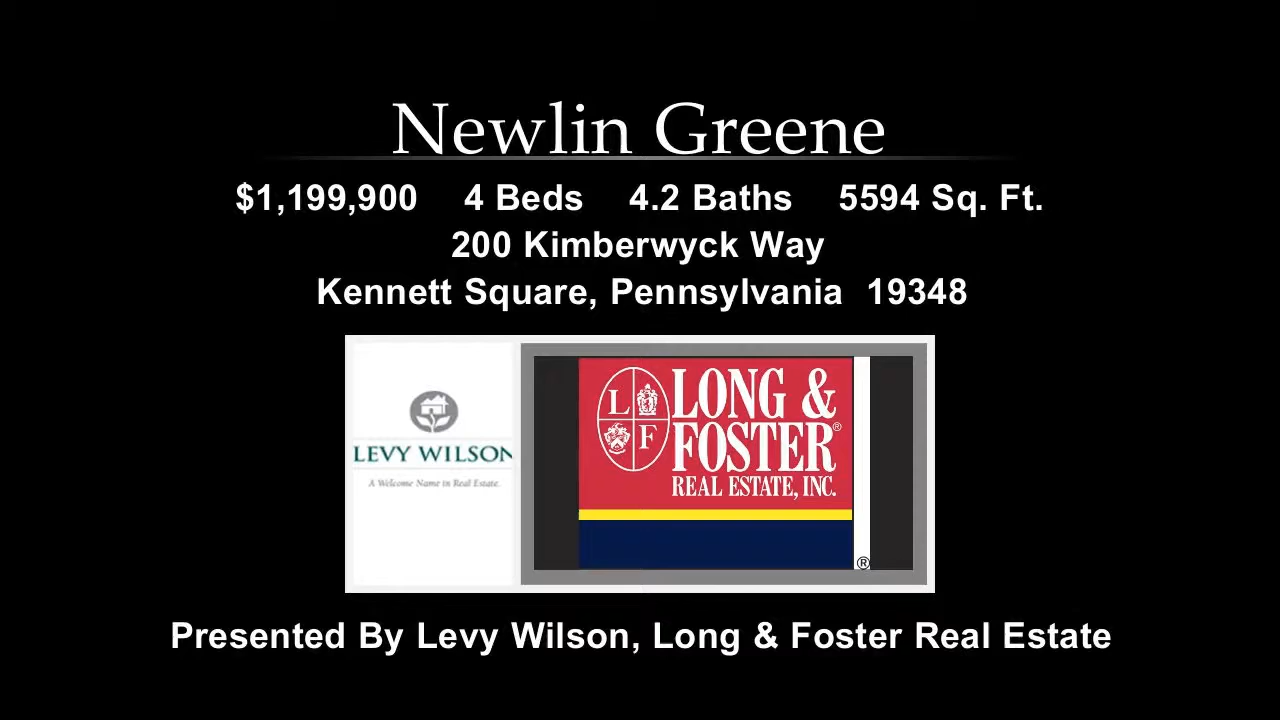 Newlin Greene
$1,199,900 4 Beds 4.2 Baths 5594 Sq. Ft.
200 Kimberwyck Way
Kennett Square, Pennsylvania 19348
LEVY WILSON
A Welcome Name in Real Estate.
L F
LONG &
FOSTER®
REAL ESTATE, INC.
®
Presented By Levy Wilson, Long & Foster Real Estate